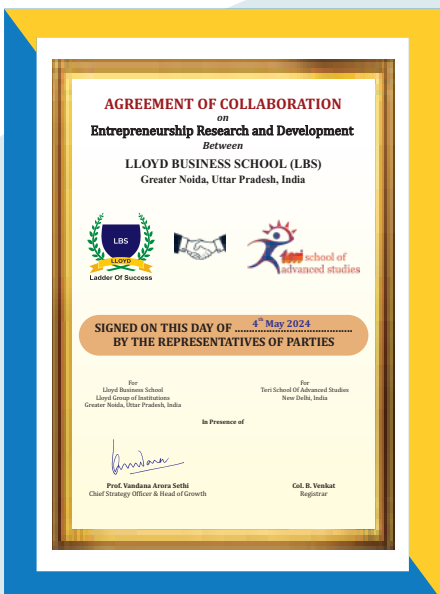 AGREEMENT OF COLLABORATION
on
Entrepreneurship Research and Development
Between
LLOYD BUSINESS SCHOOL (LBS)
Greater Noida, Uttar Pradesh, India
LBS
LLOYD
Ladder Of Success
teri school of
advanced studies
SIGNED ON THIS DAY OF 4th May 2024
BY THE REPRESENTATIVES OF PARTIES
For
Lloyd Business School
Lloyd Group of Institutions
Greater Noida, Uttar Pradesh, India
For
Teri School Of Advanced Studies
New Delhi, India
In Presence of
Prof. Vandana Arora Sethi
Chief Strategy Officer & Head of Growth
Col. B. Venkat
Registrar